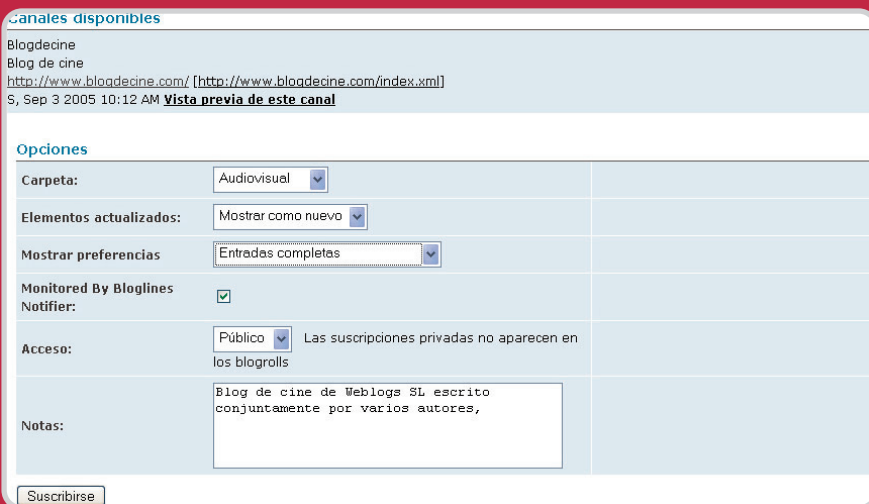 Canales disponibles
Blogdecine
Blog de cine
http://www.blogdecine.com/ [http://www.blogdecine.com/index.xml]
S, Sep 3 2005 10:12 AM Vista previa de este canal
Opciones
Carpeta: Audiovisual
Elementos actualizados: Mostrar como nuevo
Mostrar preferencias Entradas completas
Monitored By Bloglines
Notifier:
Acceso: Público Las suscripciones privadas no aparecen en
los blogrolls
Notas: Blog de cine de Weblogs SL escrito
conjuntamente por varios autores,
Suscribirse